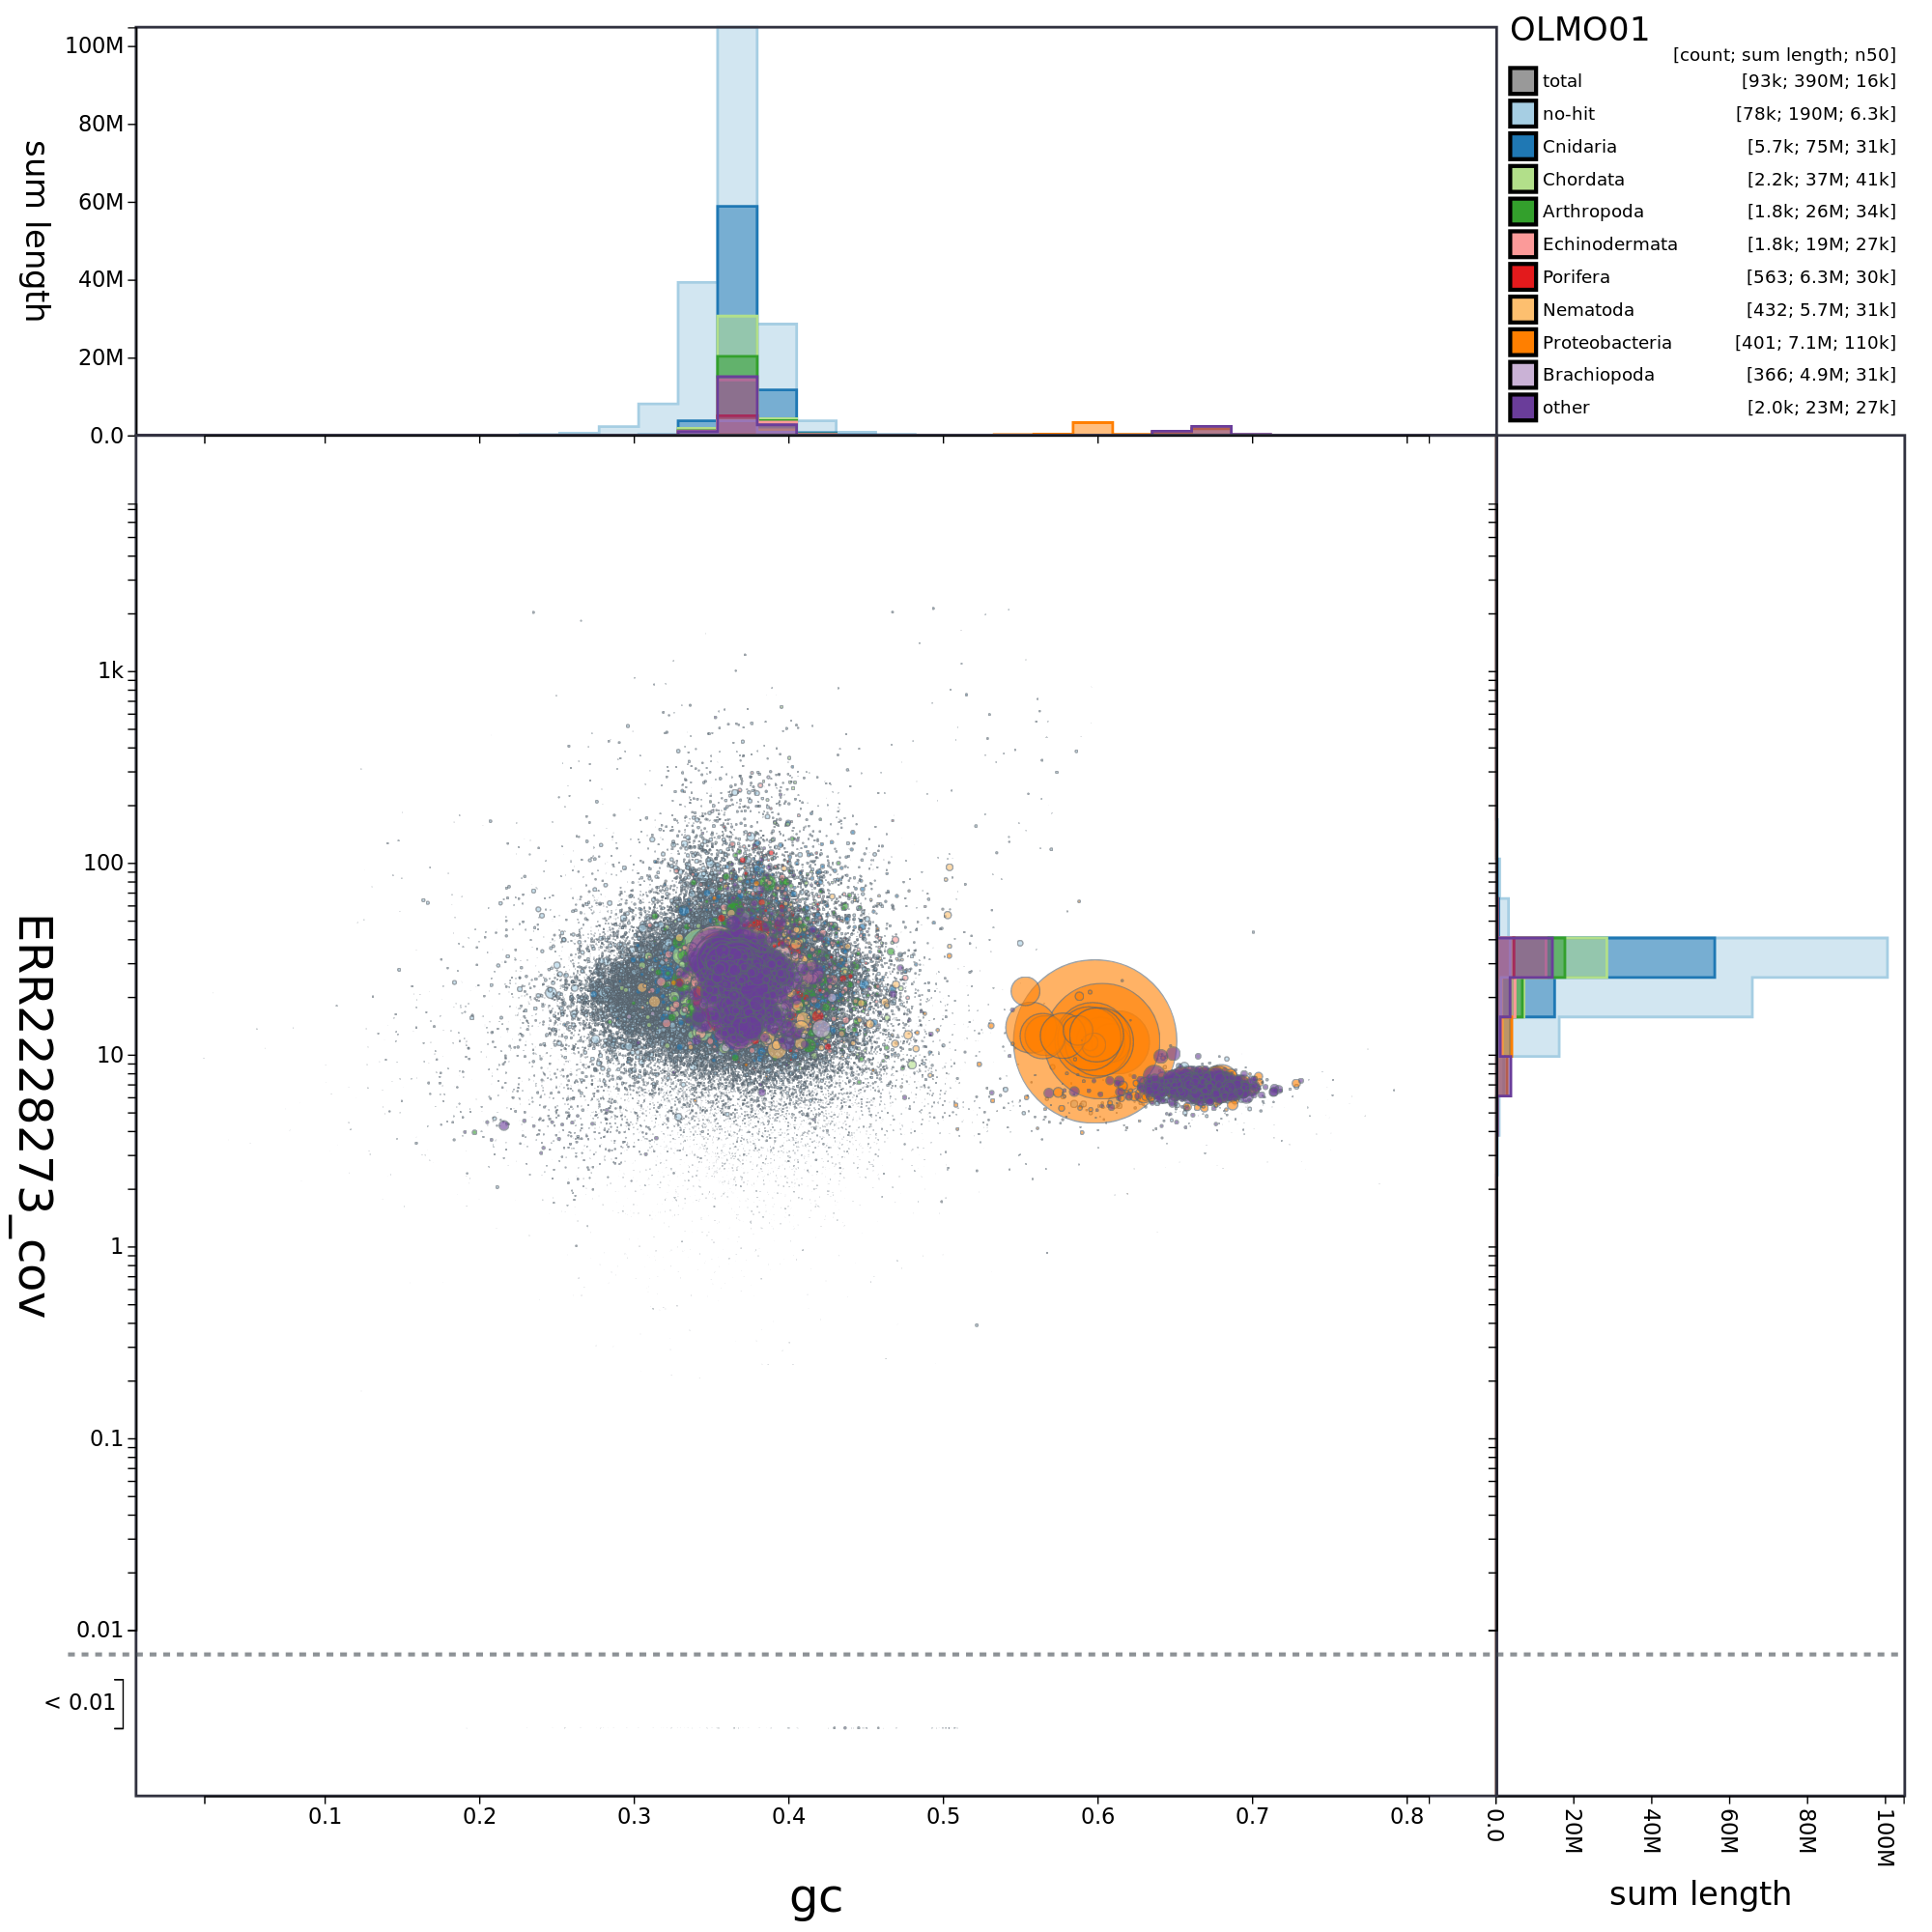 OLMO01
[count; sum length; n50]
total [93k; 390M; 16k]
no-hit [78k; 190M; 6.3k]
Cnidaria [5.7k; 75M; 31k]
Chordata [2.2k; 37M; 41k]
Arthropoda [1.8k; 26M; 34k]
Echinodermata [1.8k; 19M; 27k]
Porifera [563; 6.3M; 30k]
Nematoda [432; 5.7M; 31k]
Proteobacteria [401; 7.1M; 110k]
Brachiopoda [366; 4.9M; 31k]
other [2.0k; 23M; 27k]
sum length
100M
80M
60M
40M
20M
0.0
ERR2228273_cov
1k
100
10
1
0.1
0.01
< 0.01
0.1 0.2 0.3 0.4 0.5 0.6 0.7 0.8
gc
0.0 20M 40M 60M 80M 100M
sum length